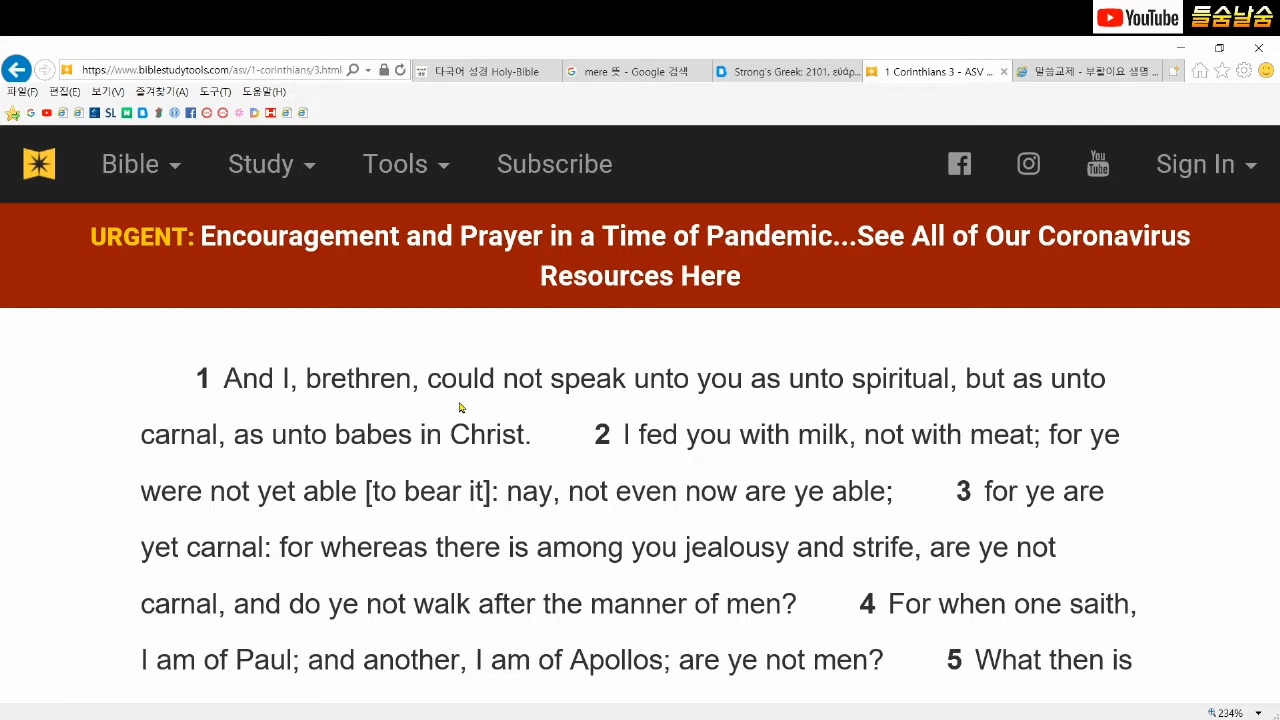 YouTube 들숨날숨
https://www.biblestudytools.com/asv/1-corinthians/3.html 다국어 성경 Holy-Bible mere 뜻 - Google 검색 Strong's Greek: 2101. 1 Corinthians 3 - ASV ... 말씀교제 - 부활이요 생명 ...
파일(F) 편집(E) 보기(V) 즐겨찾기(A) 도구(T) 도움말(H)
SL
Bible Study Tools Subscribe You Tube Sign In
URGENT: Encouragement and Prayer in a Time of Pandemic...See All of Our Coronavirus
Resources Here
1 And I, brethren, could not speak unto you as unto spiritual, but as unto
carnal, as unto babes in Christ. 2 I fed you with milk, not with meat; for ye
were not yet able [to bear it]: nay, not even now are ye able; 3 for ye are
yet carnal: for whereas there is among you jealousy and strife, are ye not
carnal, and do ye not walk after the manner of men? 4 For when one saith,
I am of Paul; and another, I am of Apollos; are ye not men? 5 What then is
234%